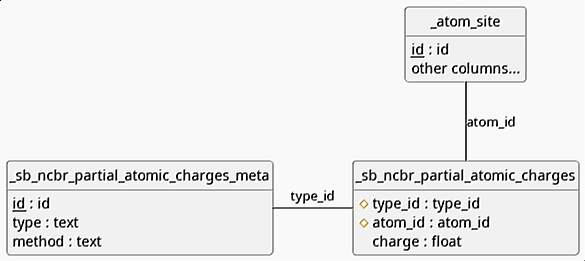 _atom_site
id : id
other columns...
atom_id
_sb_ncbr_partial_atomic_charges_meta
id : id
type : text
method : text
type_id
_sb_ncbr_partial_atomic_charges
type_id : type_id
atom_id : atom_id
charge : float